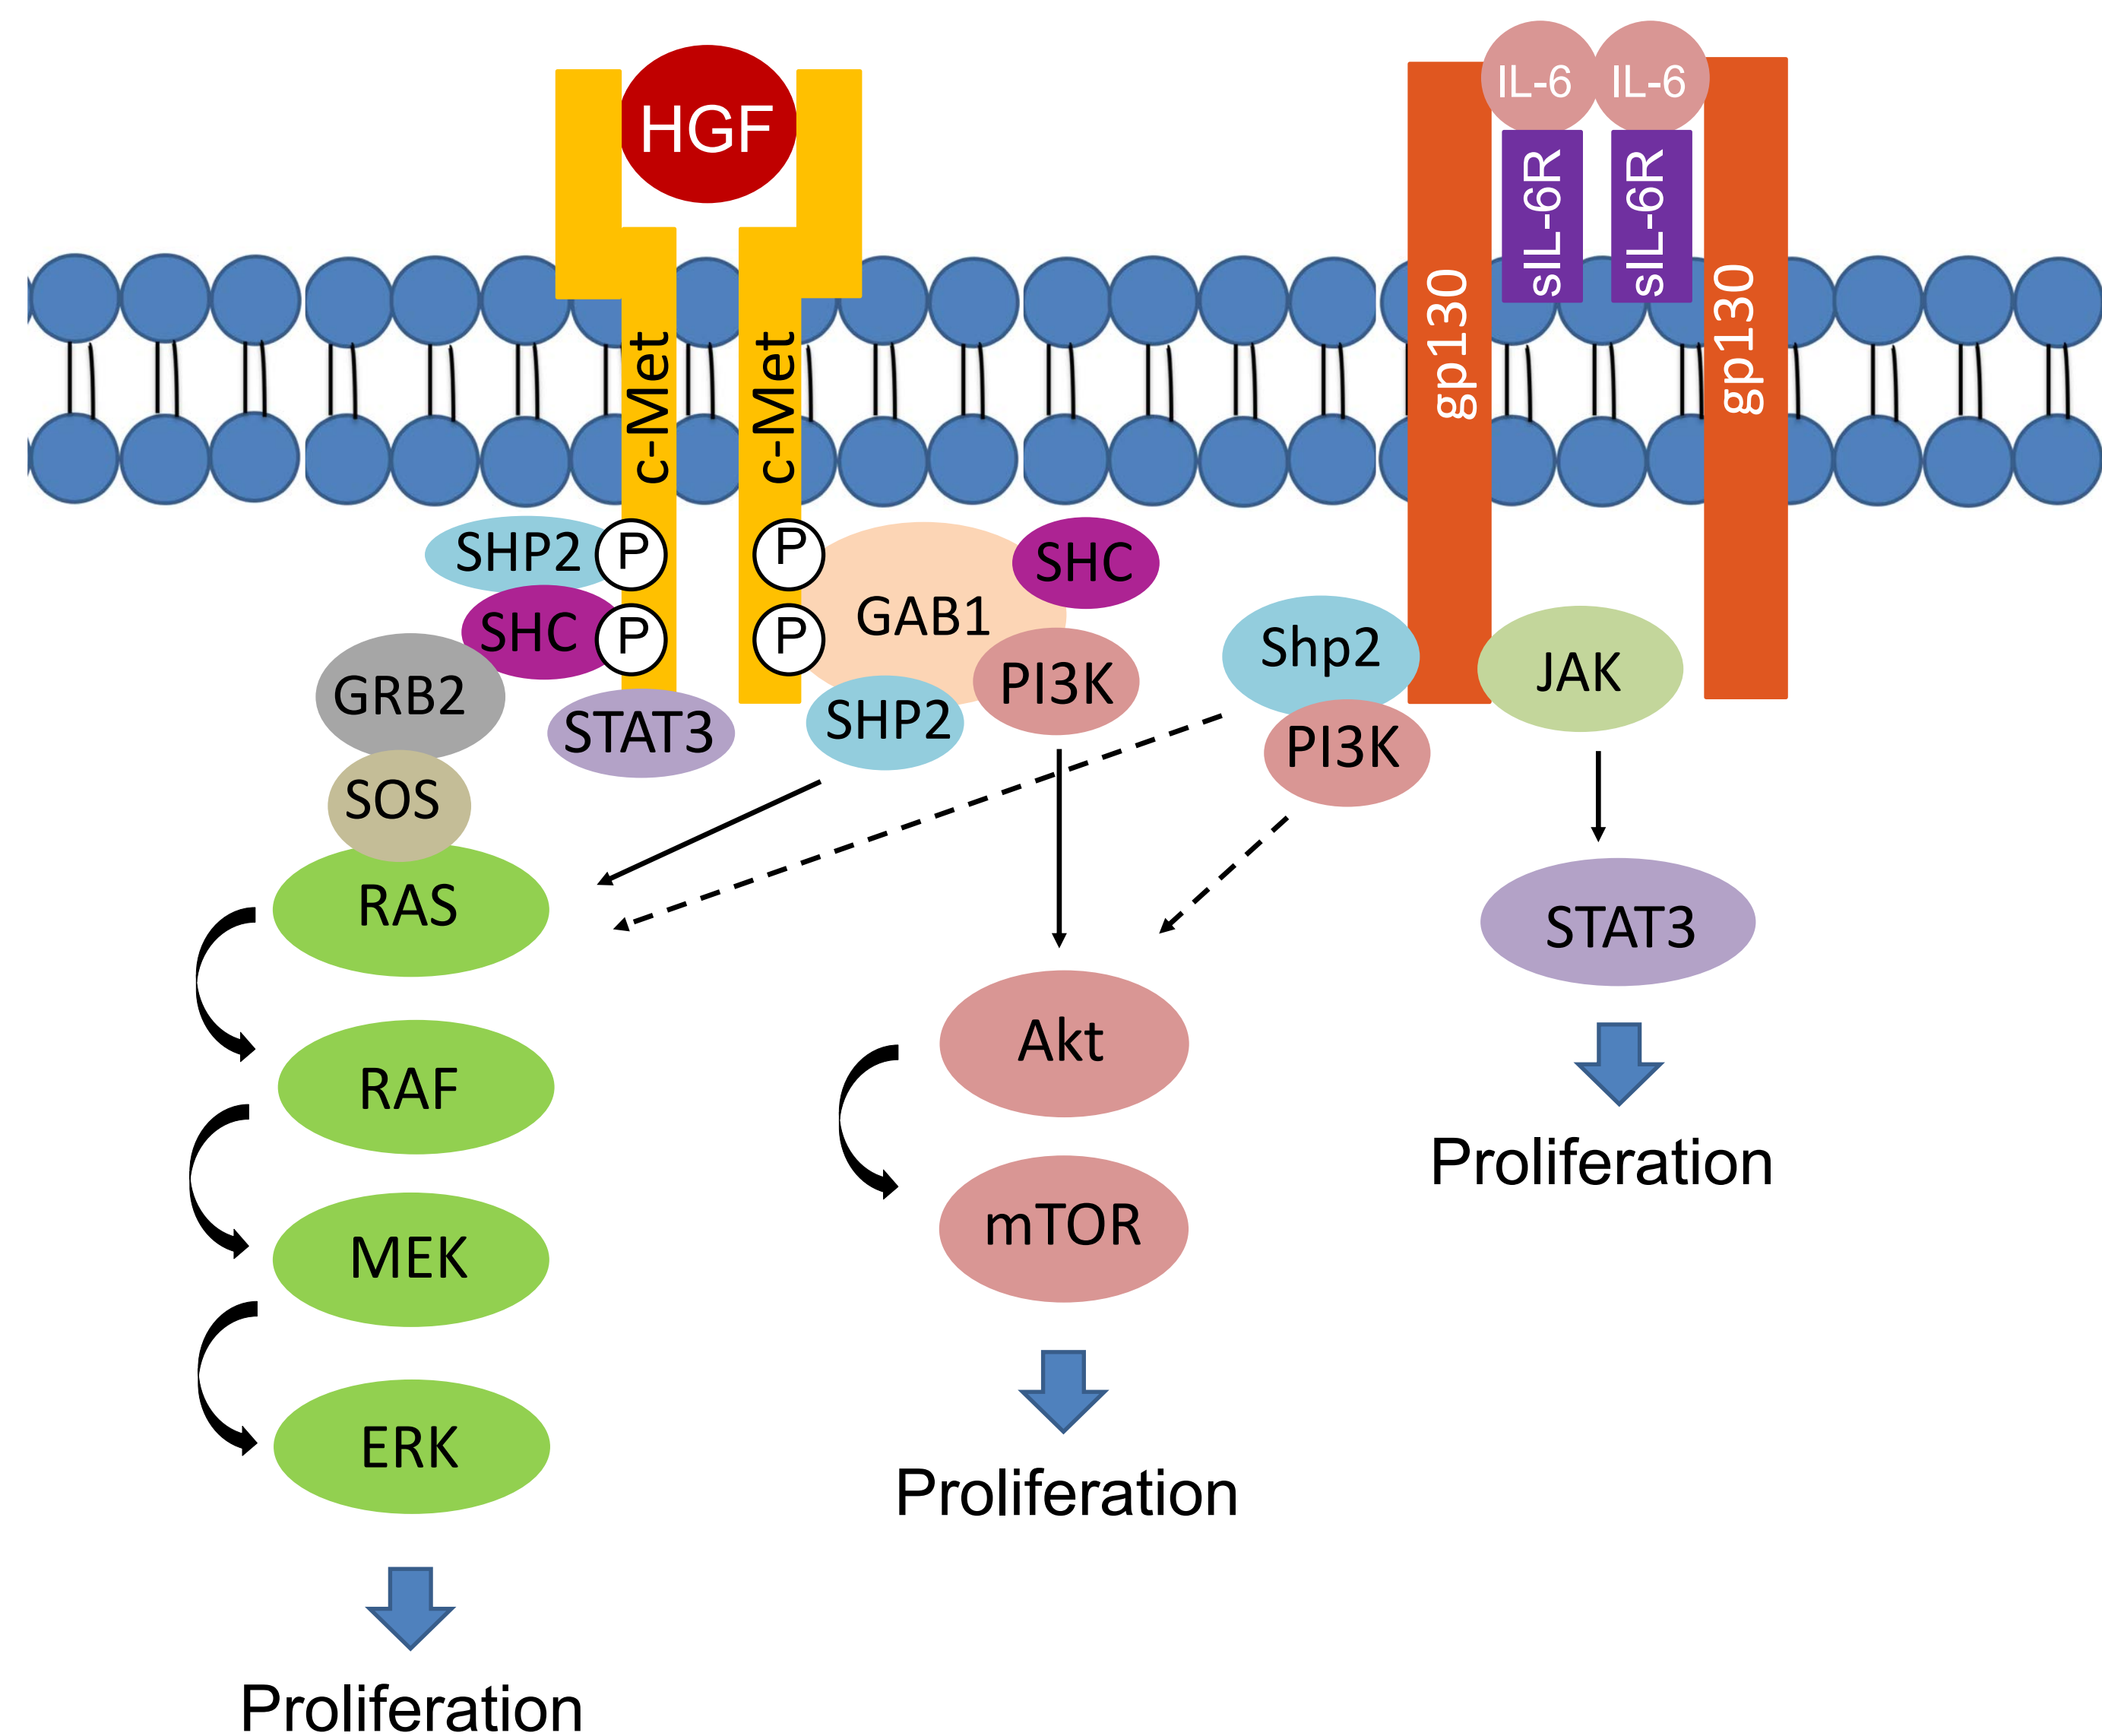 HGF
IL-6
IL-6
sIL-6R
sIL-6R
c-Met
c-Met
gp130
gp130
SHP2
P
P
SHC
SHC
P
P
GAB1
GRB2
STAT3
SHP2
PI3K
Shp2
PI3K
JAK
SOS
RAS
STAT3
RAF
Akt
Proliferation
MEK
mTOR
ERK
Proliferation
Proliferation